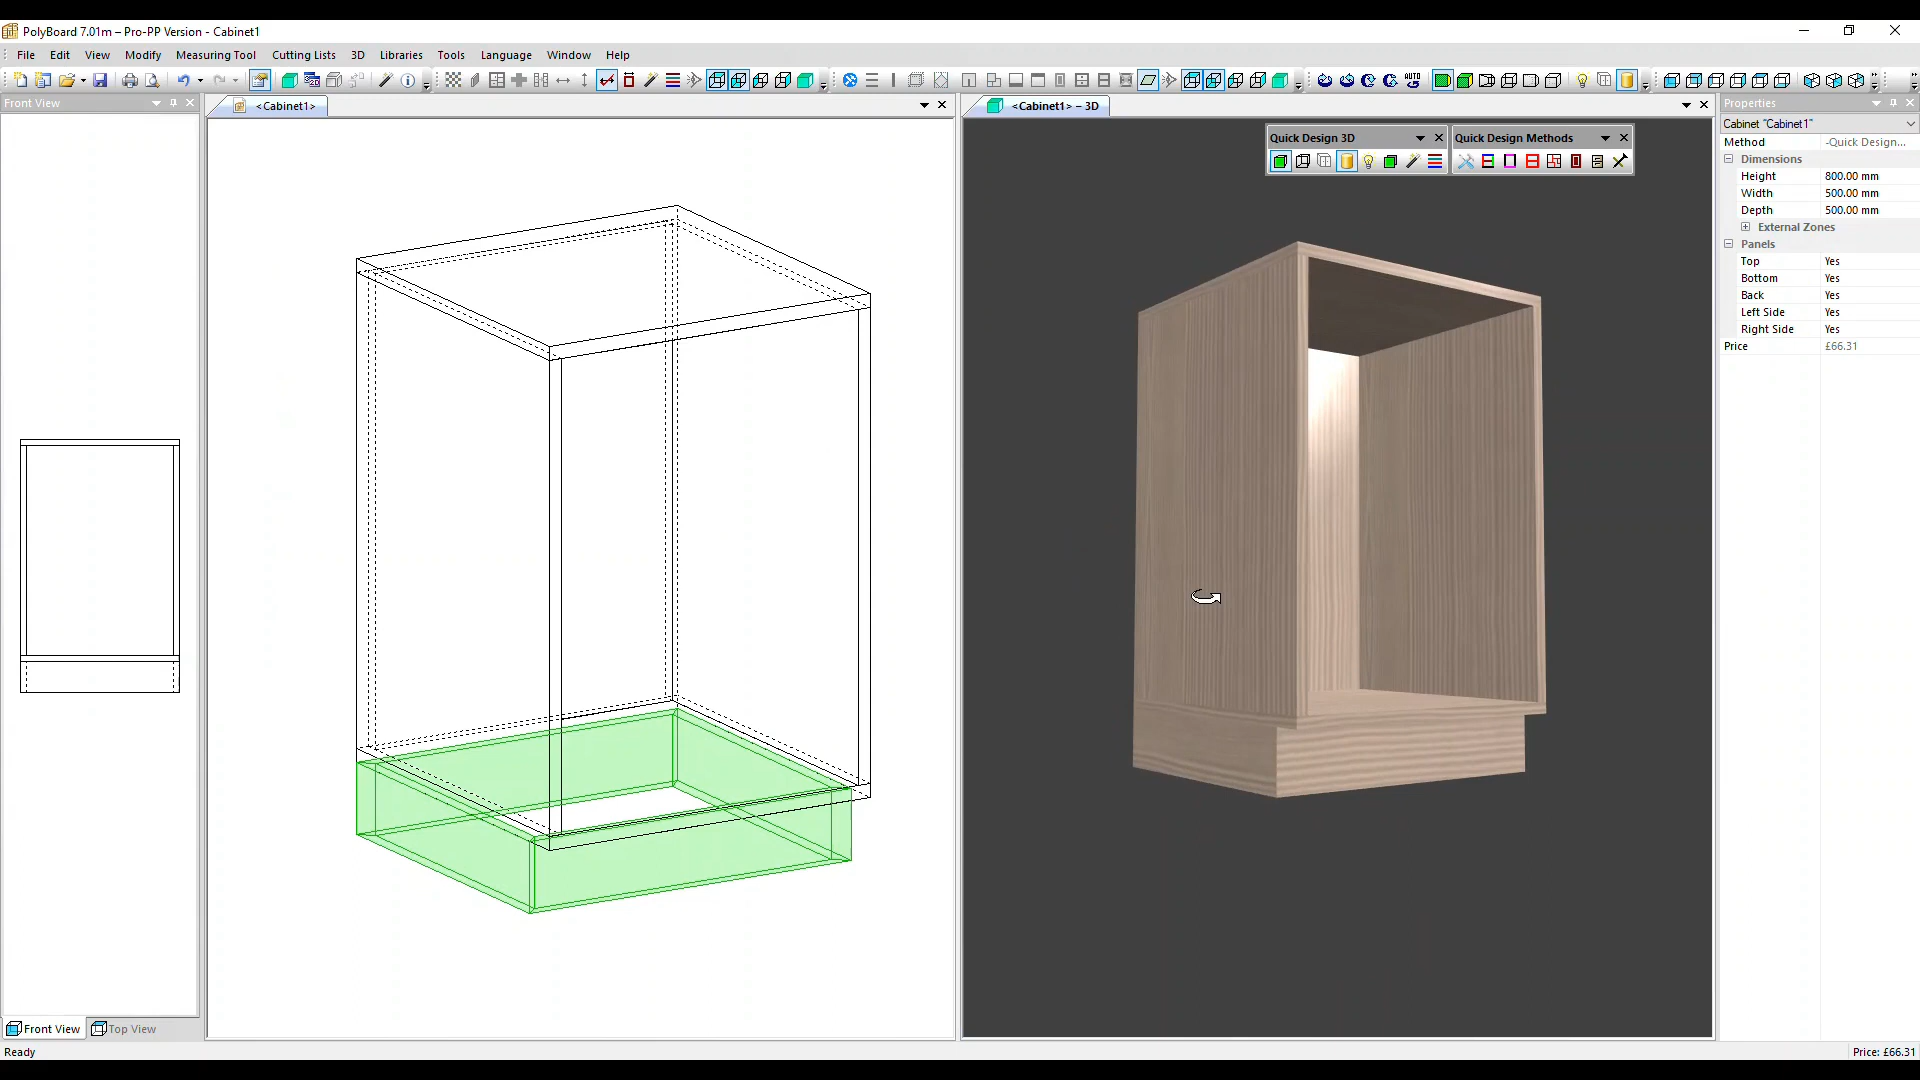 PolyBoard 7.01m – Pro-PP Version - Cabinet1
File Edit View Modify Measuring Tool Cutting Lists 3D Libraries Tools Language Window Help
AUTO
Front View
<Cabinet1>
<Cabinet1> – 3D
Properties
Quick Design 3D
Quick Design Methods
Cabinet "Cabinet1"
Method -Quick Design...
Dimensions
Height 800.00 mm
Width 500.00 mm
Depth 500.00 mm
External Zones
Panels
Top Yes
Bottom Yes
Back Yes
Left Side Yes
Right Side Yes
Price £66.31
Front View Top View
Ready
Price: £66.31